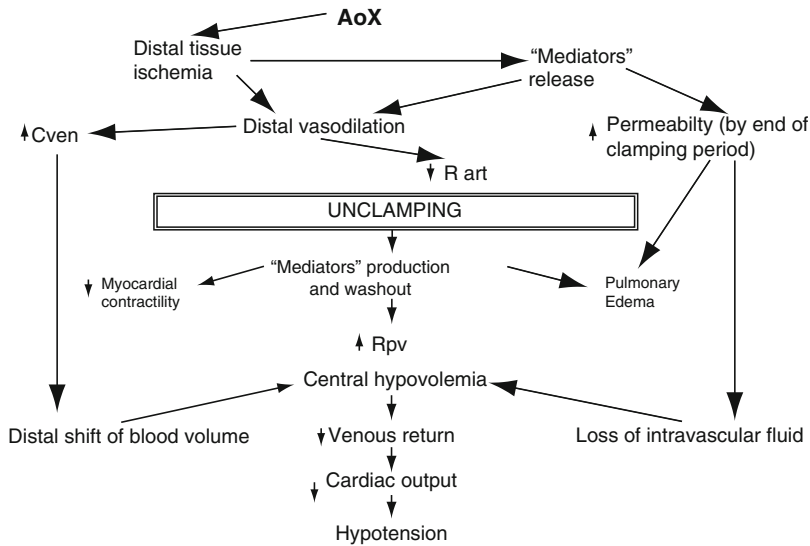 AoX
Distal tissue
ischemia
“Mediators”
release
Cven
Distal vasodilation
Permeabilty (by end of
clamping period)
R art
UNCLAMPING
“Mediators” production
and washout
Myocardial
contractility
Pulmonary
Edema
Rpv
Central hypovolemia
Distal shift of blood volume
Venous return
Loss of intravascular fluid
Cardiac output
Hypotension